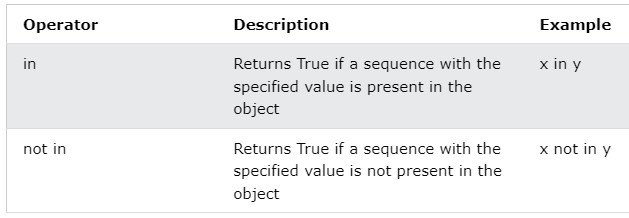 Operator Description Example
in Returns True if a sequence with the x in y
specified value is present in the
object
not in Returns True if a sequence with the x not in y
specified value is not present in the
object